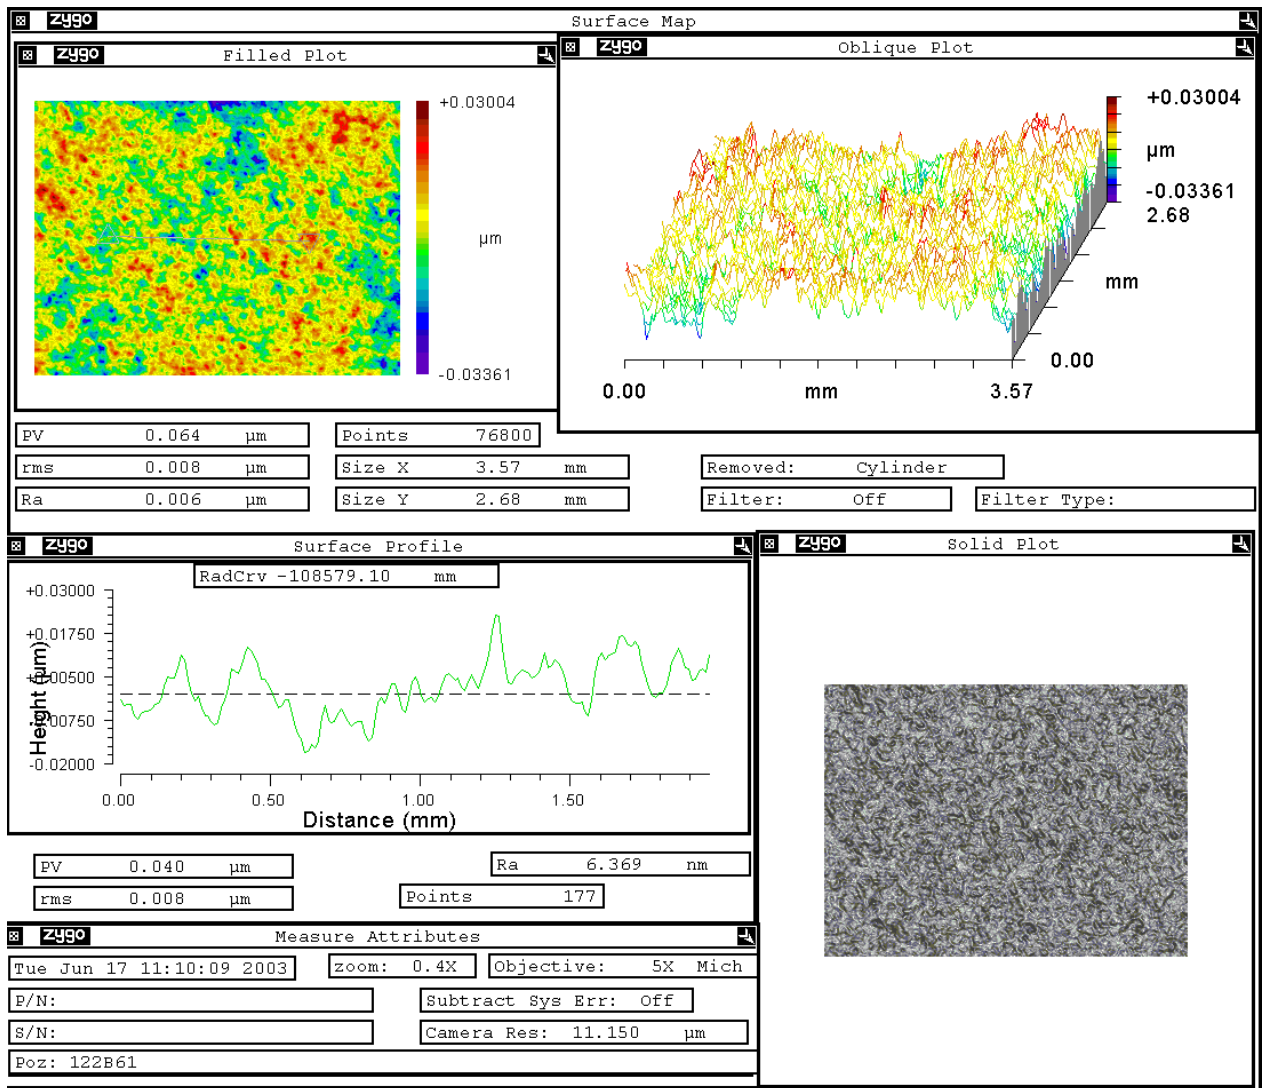 zygo Surface Map
zygo Filled Plot
+0.03004
µm
-0.03361
zygo Oblique Plot
+0.03004
µm
-0.03361
2.68
mm
0.00
0.00 mm 3.57
PV 0.064 µm
rms 0.008 µm
Ra 0.006 µm
Points 76800
Size X 3.57 mm
Size Y 2.68 mm
Removed: Cylinder
Filter: Off
Filter Type:
zygo Surface Profile
RadCrv -108579.10 mm
+0.03000
+0.01750
+0.00500
-0.00750
-0.02000
Height (µm)
0.00 0.50 1.00 1.50
Distance (mm)
PV 0.040 µm
rms 0.008 µm
Ra 6.369 nm
Points 177
zygo Solid Plot
zygo Measure Attributes
Tue Jun 17 11:10:09 2003
zoom: 0.4X
Objective: 5X Mich
P/N:
Subtract Sys Err: Off
S/N:
Camera Res: 11.150 µm
Poz: 122B61